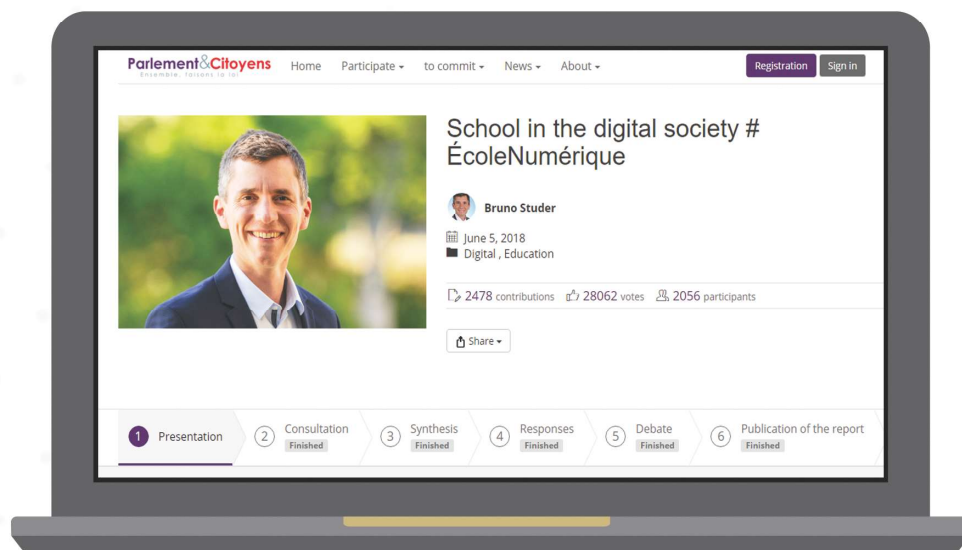 Parlement&Citoyens
Ensemble, faisons la loi
Home Participate to commit News About
Registration Sign in
School in the digital society #
ÉcoleNumérique
Bruno Studer
June 5, 2018
Digital , Education
2478 contributions 28062 votes 2056 participants
Share
1 Presentation
2 Consultation
Finished
3 Synthesis
Finished
4 Responses
Finished
5 Debate
Finished
6 Publication of the report
Finished